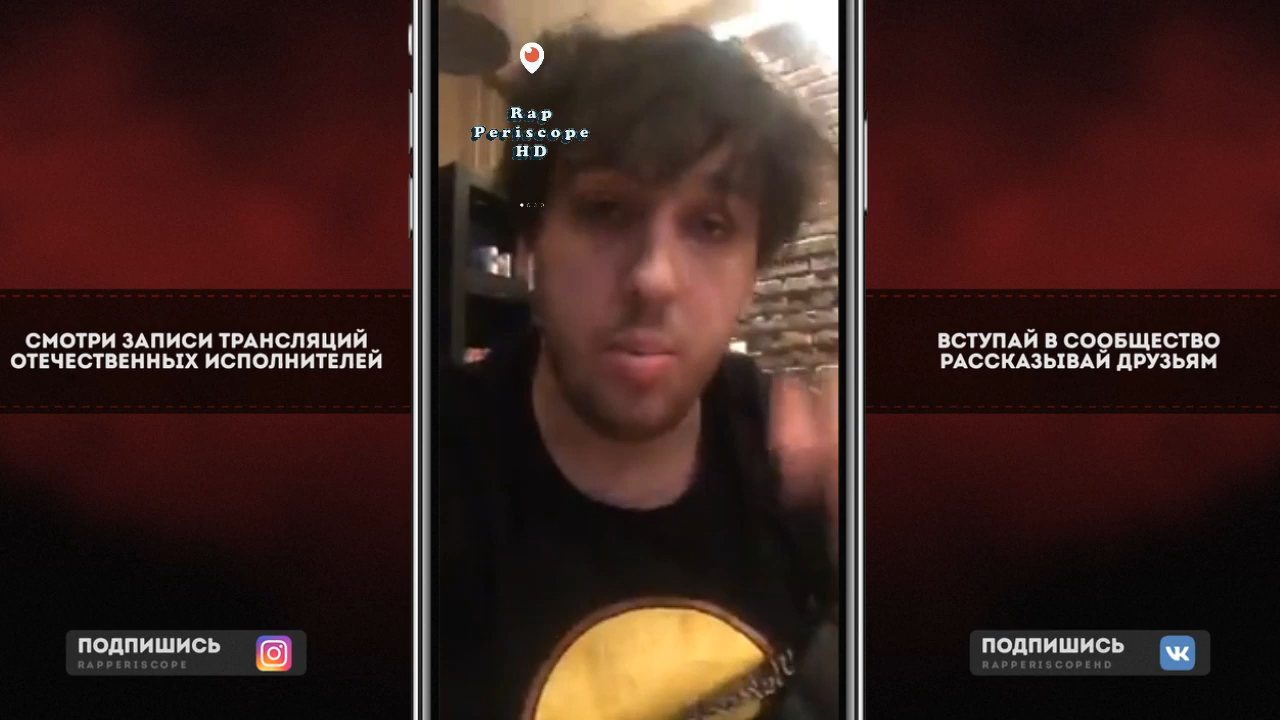 Rap
Periscope
HD
СМОТРИ ЗАПИСИ ТРАНСЛЯЦИЙ
ОТЕЧЕСТВЕННЫХ ИСПОЛНИТЕЛЕЙ
ВСТУПАЙ В СООБЩЕСТВО
РАССКАЗЫВАЙ ДРУЗЬЯМ
ПОДПИШИСЬ
RAPPERISCOPE
ПОДПИШИСЬ
RAPPERISCOPEHD